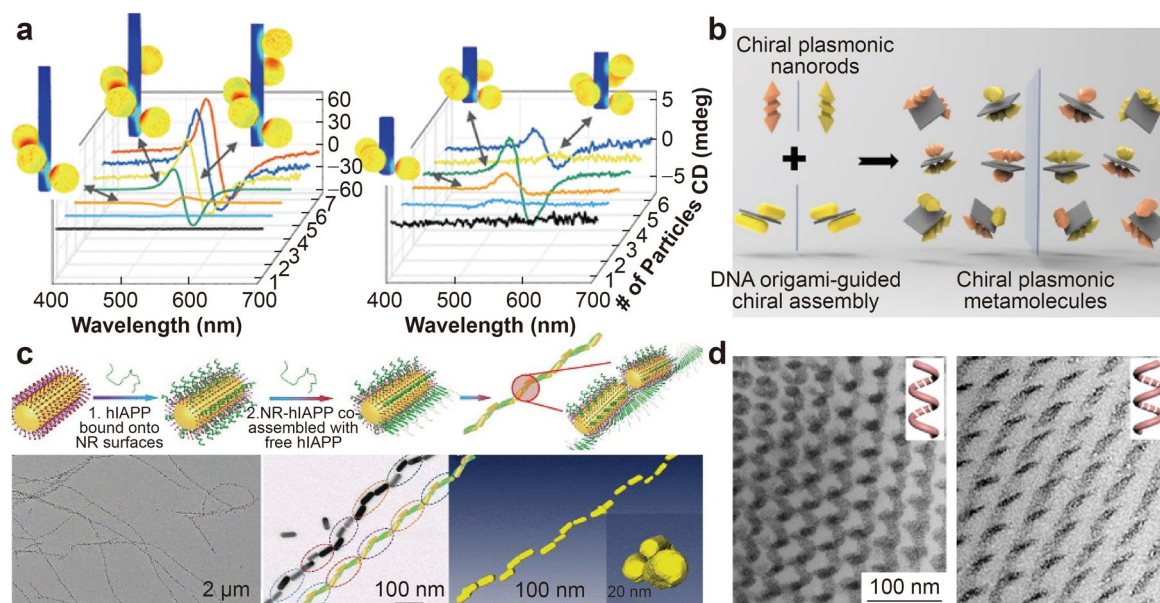 a
60
30
0
−30
−60
7
6
5
4
3
2
1
400 500 600 700
Wavelength (nm)
5
0
−5
CD (mdeg)
6
5
4
3
2
1
# of Particles
400 500 600 700
Wavelength (nm)
b
Chiral plasmonic
nanorods
+
DNA origami-guided
chiral assembly
Chiral plasmonic
metamolecules
c
1. hIAPP
bound onto
NR surfaces
2.NR-hIAPP co-
assembled with
free hIAPP
2 μm
100 nm
100 nm
20 nm
d
100 nm